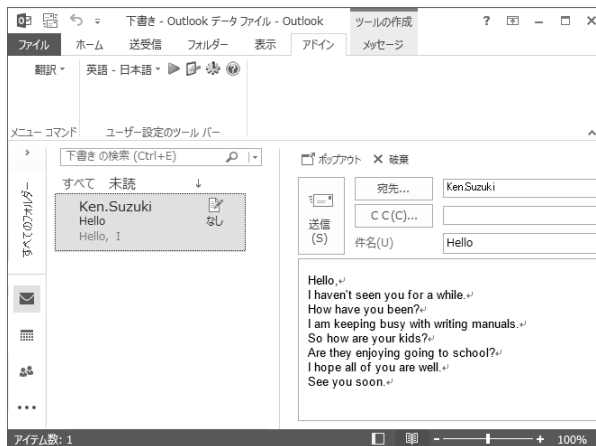 下書き - Outlook データ ファイル - Outlook
ツールの作成
ファイル ホーム 送受信 フォルダー 表示 アドイン メッセージ
翻訳 英語 - 日本語
メニュー コマンド ユーザー設定のツール バー
下書き の検索 (Ctrl+E)
ポップアウト 破棄
すべてのフォルダー
すべて 未読 ↓
Ken.Suzuki
Hello なし
Hello, I
送信
(S)
宛先... Ken.Suzuki
C C(C)...
件名(U) Hello
Hello,↵
I haven't seen you for a while.↵
How have you been?↵
I am keeping busy with writing manuals.↵
So how are your kids?↵
Are they enjoying going to school?↵
I hope all of you are well.↵
See you soon.↵
アイテム数: 1 100%